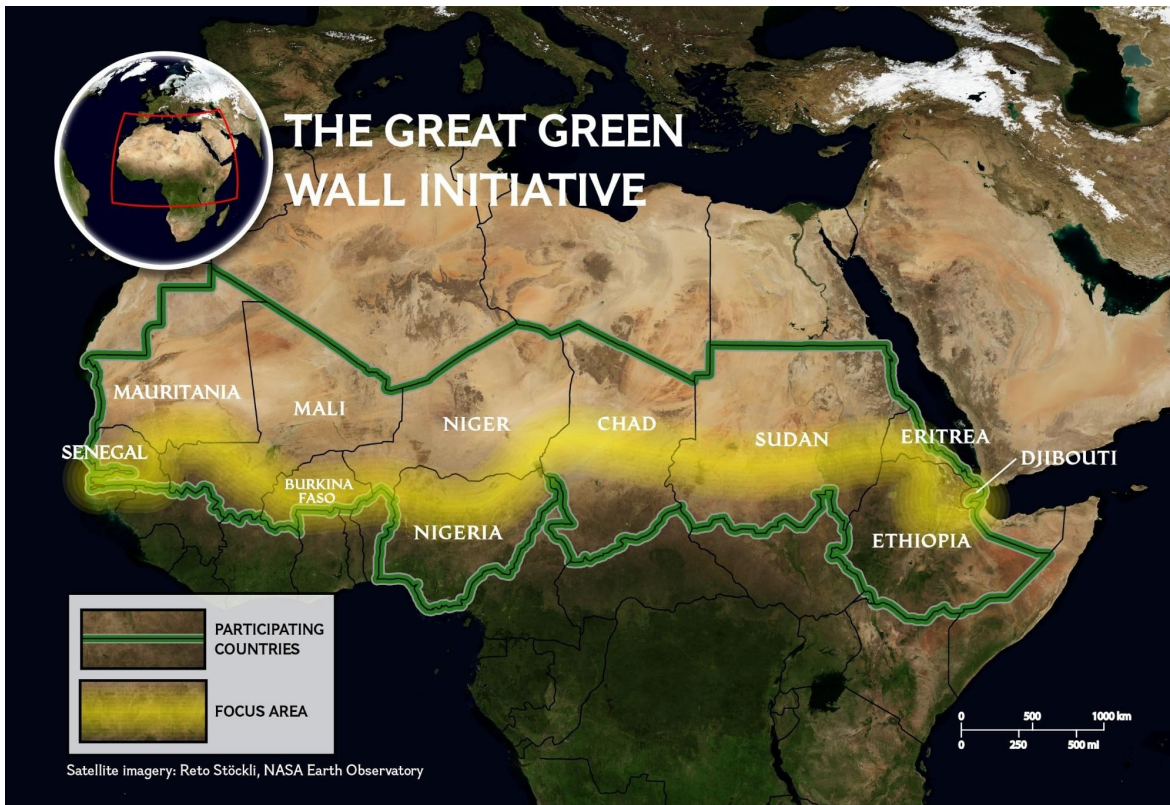 THE GREAT GREEN
WALL INITIATIVE
MAURITANIA
MALI
NIGER
CHAD
SUDAN
ERITREA
SENEGAL
DJIBOUTI
BURKINA
FASO
NIGERIA
ETHIOPIA
PARTICIPATING
COUNTRIES
FOCUS AREA
0 500 1000 km
0 250 500 mi
Satellite imagery: Reto Stöckli, NASA Earth Observatory